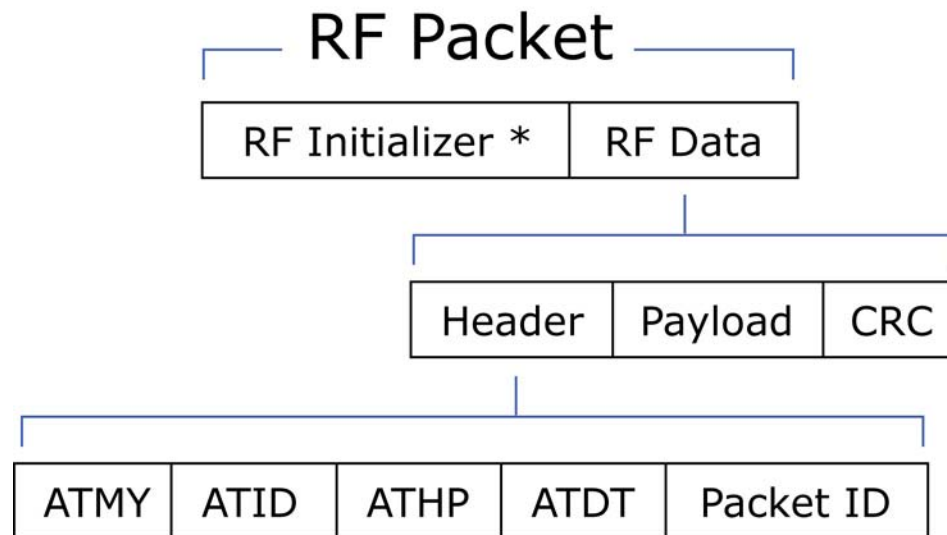 RF Packet
RF Initializer * RF Data
Header Payload CRC
ATMY ATID ATHP ATDT Packet ID